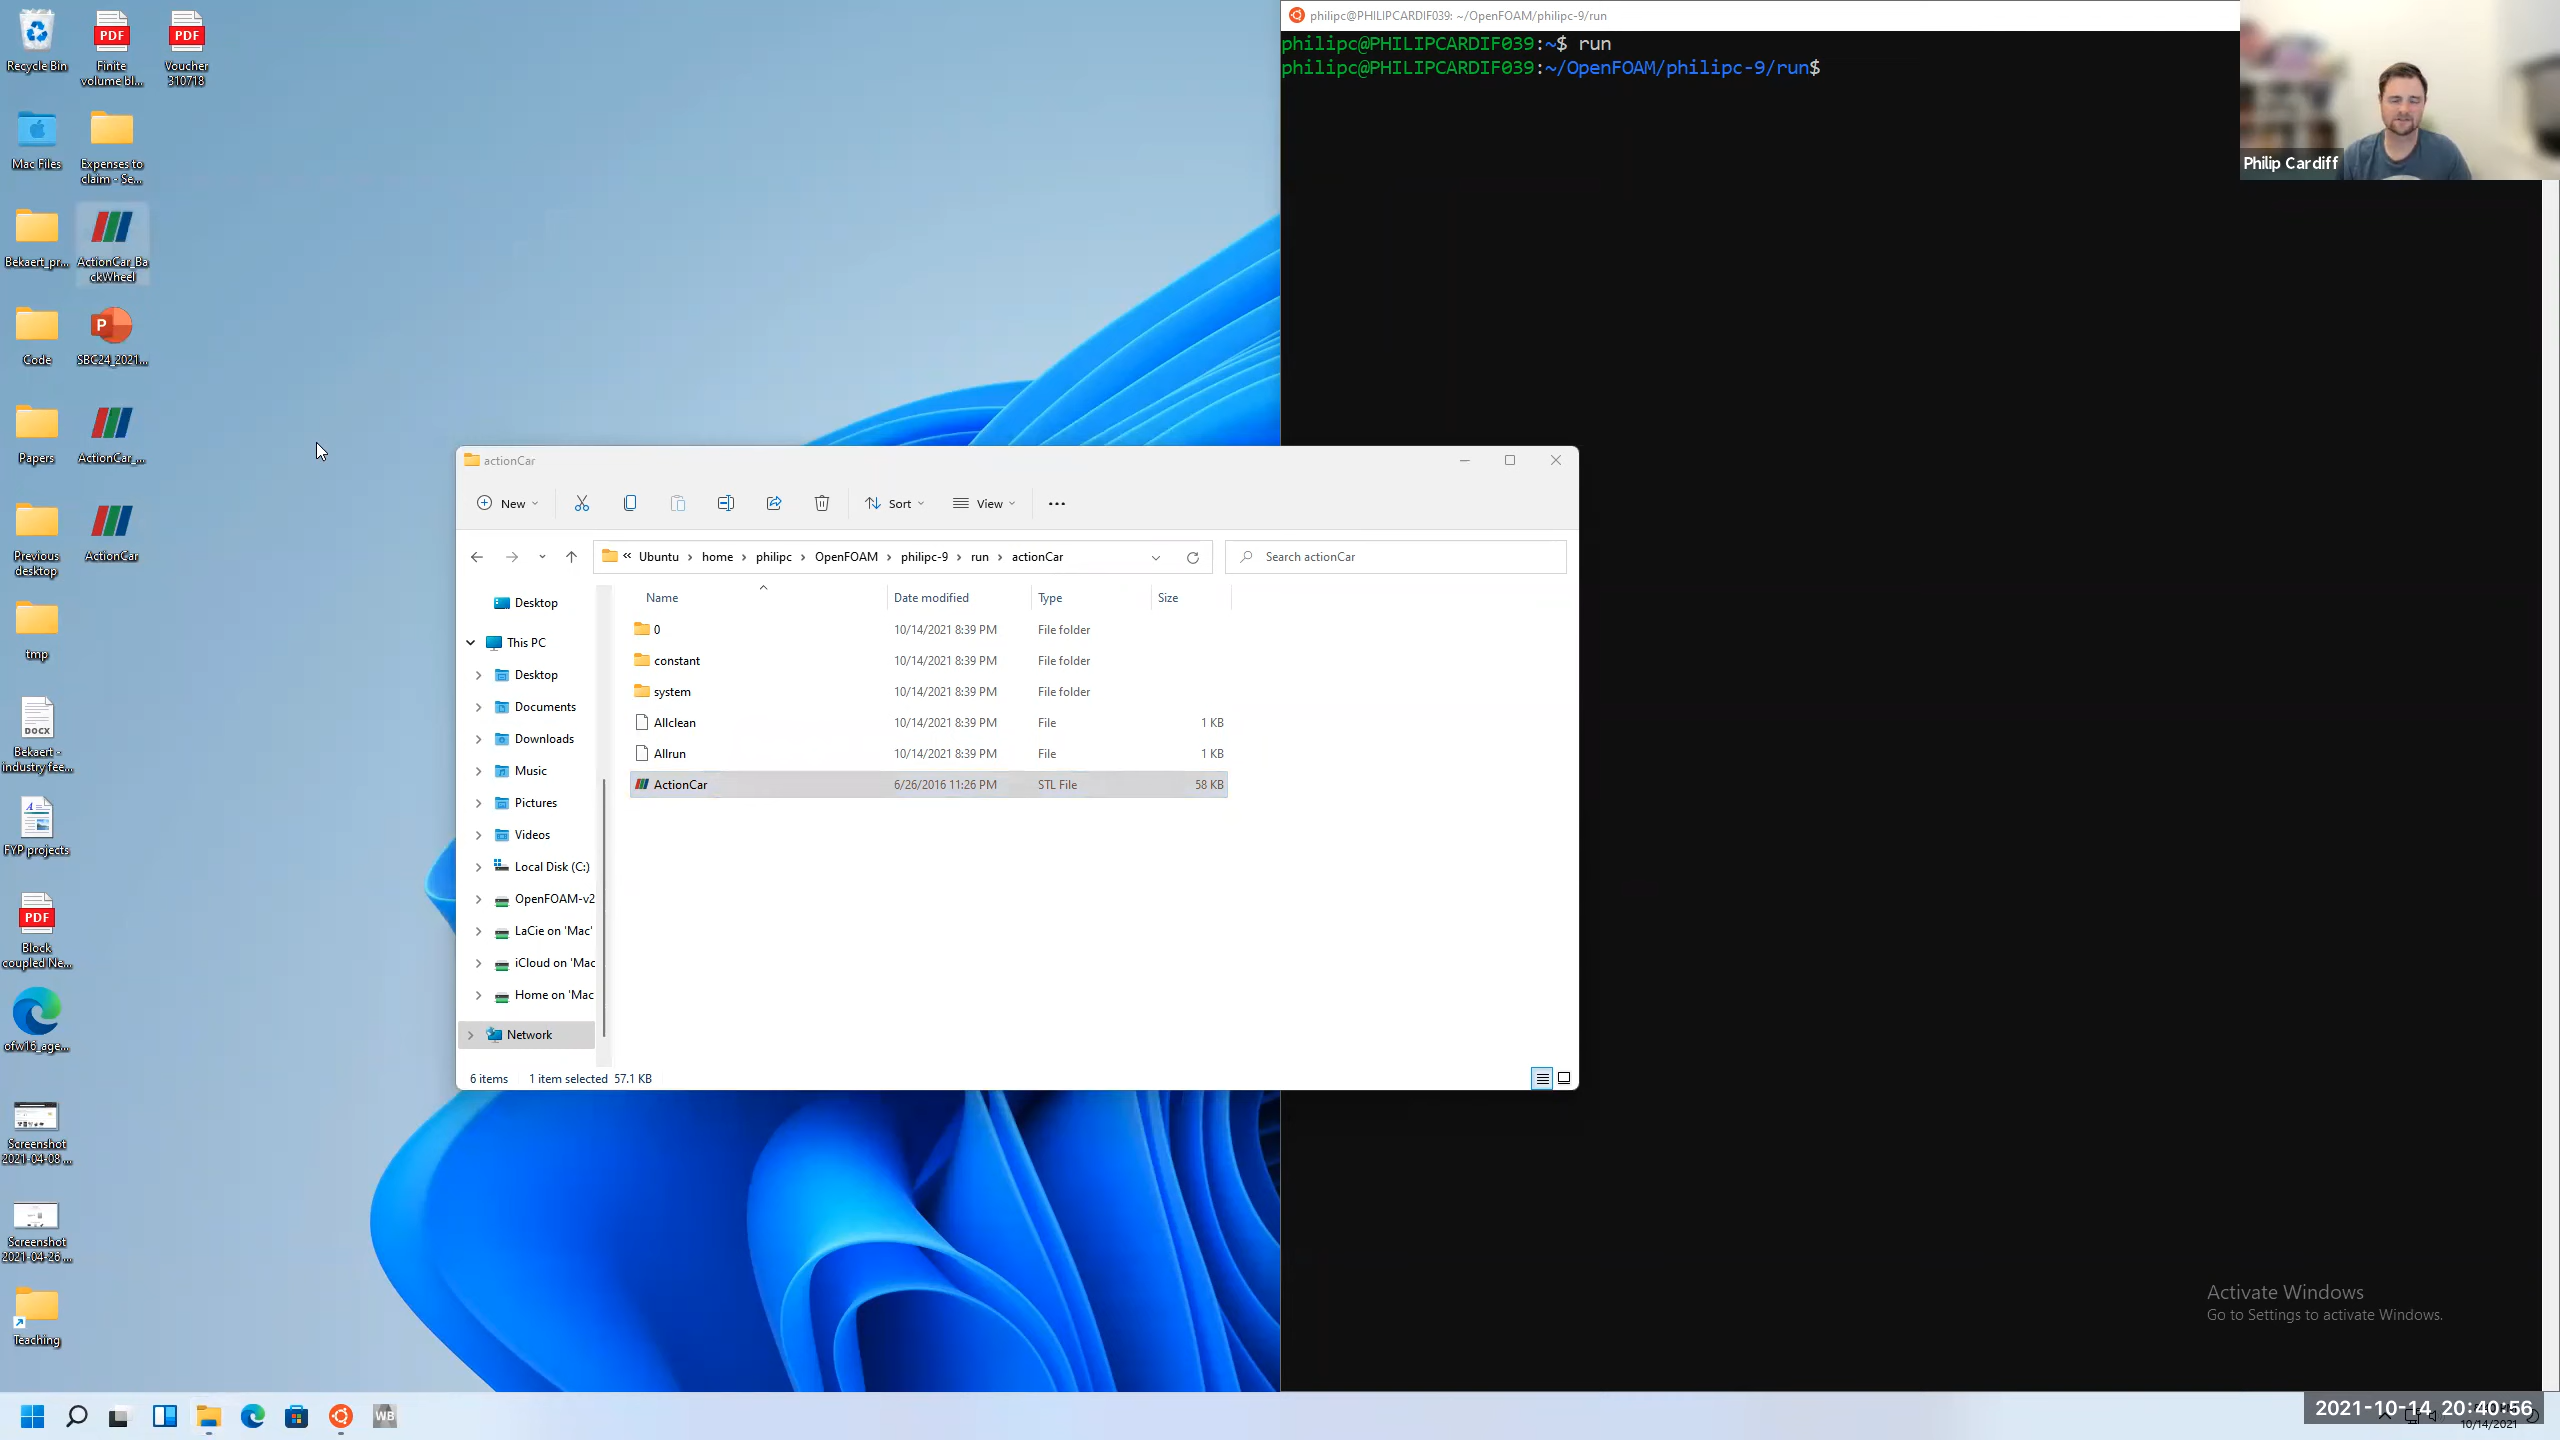 Recycle Bin
Finite
volume bl...
Voucher
310718
Mac Files
Expenses to
claim - Se...
Bekaert_pr...
ActionCar_Ba
ckWheel
Code
SBC24_2021...
Papers
ActionCar_...
Previous
desktop
ActionCar
tmp
Bekaert -
industry fee...
FYP projects
Block
coupled Ne...
ofw16_age...
Screenshot
2021-04-08 ...
Screenshot
2021-04-26 ...
Teaching
PDF
PDF
P
DOCX
PDF
philipc@PHILIPCARDIF039: ~/OpenFOAM/philipc-9/run
philipc@PHILIPCARDIF039:~$ run
philipc@PHILIPCARDIF039:~/OpenFOAM/philipc-9/run$
Philip Cardiff
actionCar
New
Sort
View
Ubuntu > home > philipc > OpenFOAM > philipc-9 > run > actionCar
Search actionCar
Desktop
This PC
Desktop
Documents
Downloads
Music
Pictures
Videos
Local Disk (C:)
OpenFOAM-v2
LaCie on 'Mac'
iCloud on 'Mac
Home on 'Mac
Network
Name Date modified Type Size
0 10/14/2021 8:39 PM File folder
constant 10/14/2021 8:39 PM File folder
system 10/14/2021 8:39 PM File folder
Allclean 10/14/2021 8:39 PM File 1 KB
Allrun 10/14/2021 8:39 PM File 1 KB
ActionCar 6/26/2016 11:26 PM STL File 58 KB
6 items 1 item selected 57.1 KB
Activate Windows
Go to Settings to activate Windows.
WB
2021-10-14 20:40:56
10/14/2021